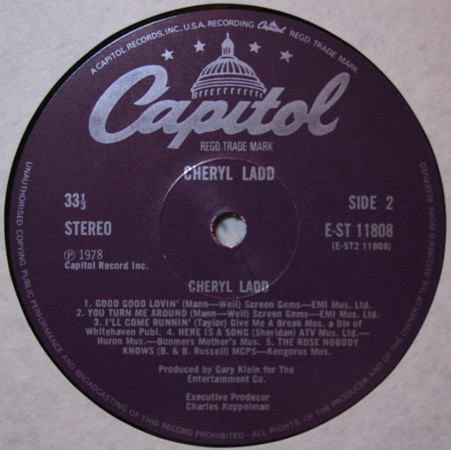 A CAPITOL RECORDS, INC., U.S.A., RECORDING
REGD. TRADE MARK
Capitol
REGD. TRADE MARK
CHERYL LADD
33⅓
STEREO
℗ 1978
Capitol Record Inc.
SIDE 2
E-ST 11808
(E-ST2 11808)
CHERYL LADD
1. GOOD GOOD LOVIN' (Mann—Weil) Screen Gems—EMI Mus. Ltd.
2. YOU TURN ME AROUND (Mann—Weil) Screen Gems—EMI Mus. Ltd.
3. I'LL COME RUNNIN' (Taylor) Give Me A Break Mus. a Div of
Whitehaven Publ. 4. HERE IS A SONG (Sheridan) ATV Mus. Ltd.—
Huron Mus.—Boomers Mother's Mus. 5. THE ROSE NOBODY
KNOWS (B. & B. Russell) MCPS—Kengorus Mus.
Produced by Gary Klein for The
Entertainment Co.
Executive Producer
Charles Koppelman
UNAUTHORISED COPYING PUBLIC PERFORMANCE AND BROADCASTING OF THIS RECORD PROHIBITED - ALL RIGHTS OF THE PRODUCER AND OF THE OWNER OF THE RECORDED WORK RESERVED